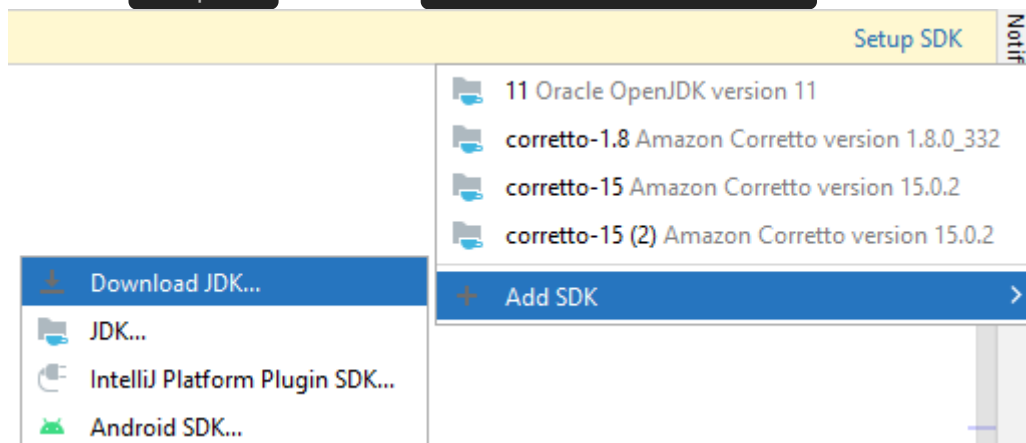 Setup SDK
Notif
11 Oracle OpenJDK version 11
corretto-1.8 Amazon Corretto version 1.8.0_332
corretto-15 Amazon Corretto version 15.0.2
corretto-15 (2) Amazon Corretto version 15.0.2
Add SDK
Download JDK...
JDK...
IntelliJ Platform Plugin SDK...
Android SDK...